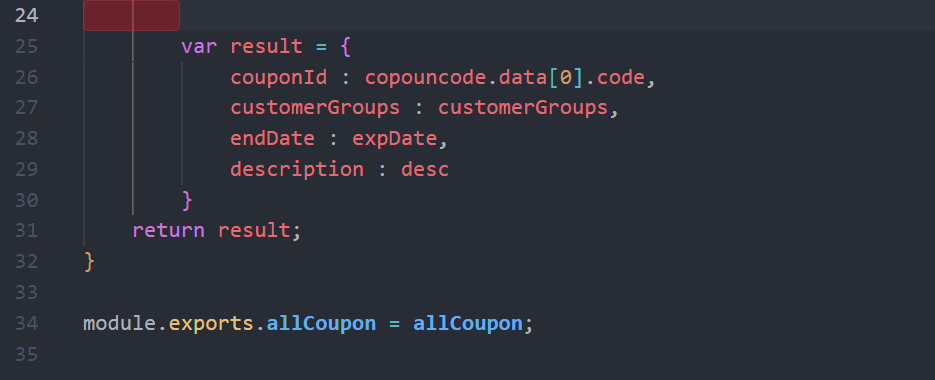 24
25 var result = {
26 couponId : copouncode.data[0].code,
27 customerGroups : customerGroups,
28 endDate : expDate,
29 description : desc
30 }
31 return result;
32 }
33
34 module.exports.allCoupon = allCoupon;
35